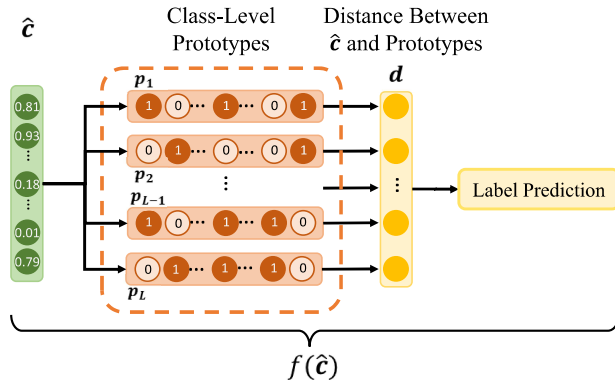 ĉ
Class-Level
Prototypes
Distance Between
ĉ and Prototypes
d
p₁
0.81 1 0 ... 1 ... 0 1
0.93 0 1 ... 0 ... 0 1
...
p₂
0.18 ... ... Label Prediction
...
p_{L-1}
0.01 1 0 ... 1 ... 1 0
0.79 0 1 ... 1 ... 1 0
p_L
f(ĉ)